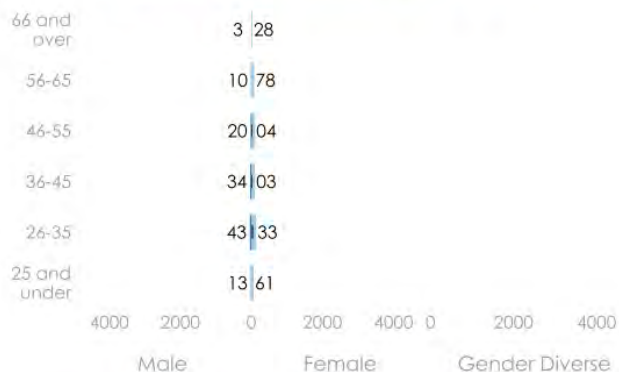 66 and
over
3 28
56-65
10 78
46-55
20 04
36-45
34 03
26-35
43 33
25 and
under
13 61
4000 2000 0 2000 4000 0 2000 4000
Male Female Gender Diverse